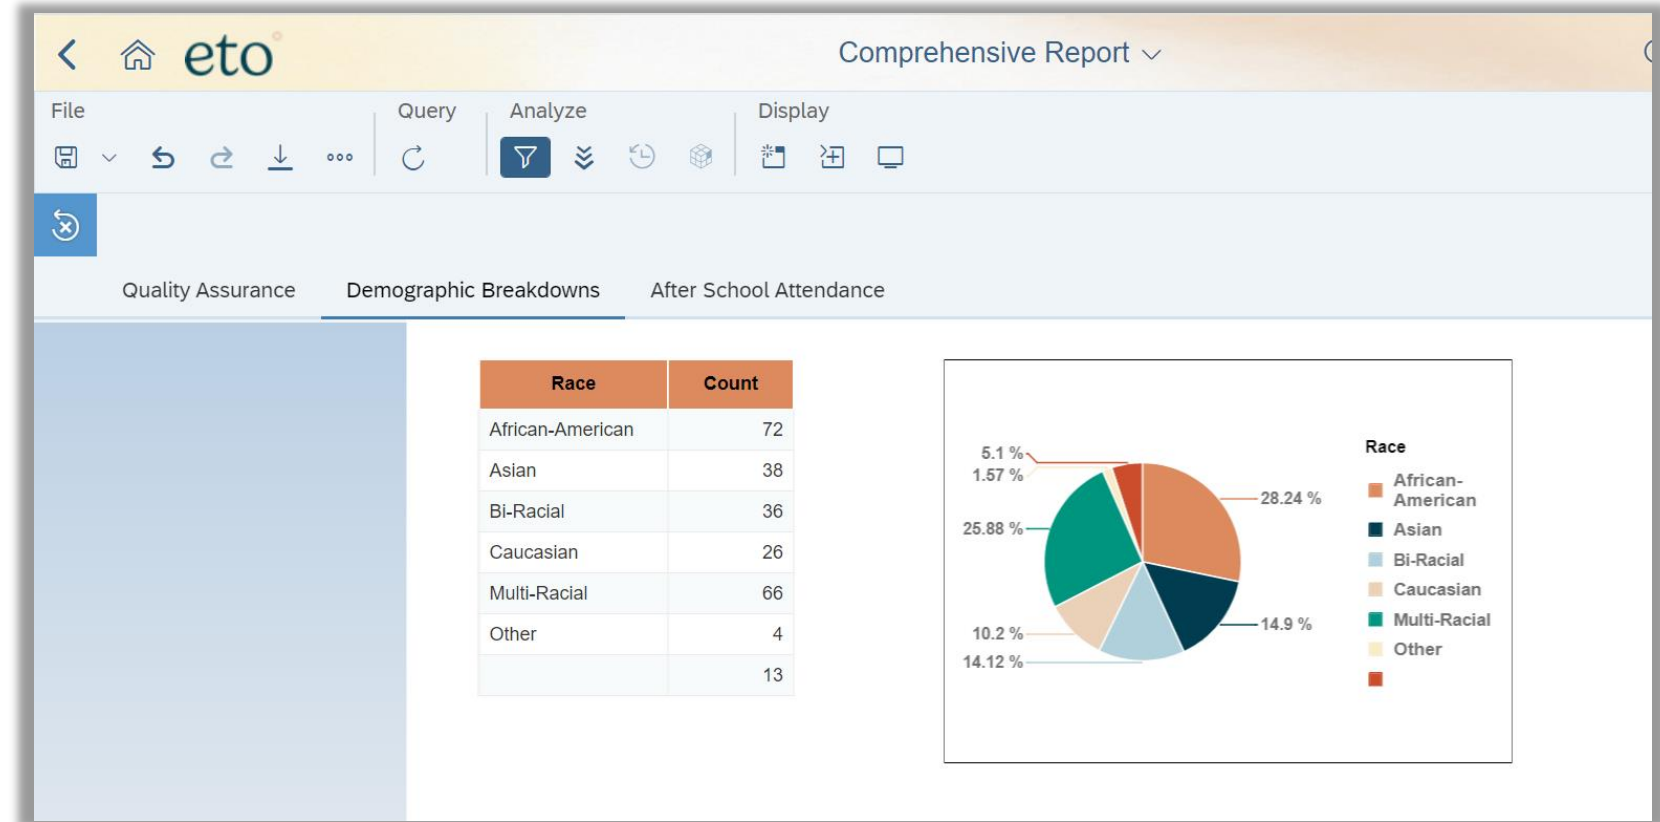 eto
Comprehensive Report
File Query Analyze Display
Quality Assurance Demographic Breakdowns After School Attendance
Race Count
African-American 72
Asian 38
Bi-Racial 36
Caucasian 26
Multi-Racial 66
Other 4
13
5.1 %
1.57 %
28.24 %
25.88 %
14.9 %
10.2 %
14.12 %
Race
African-
American
Asian
Bi-Racial
Caucasian
Multi-Racial
Other